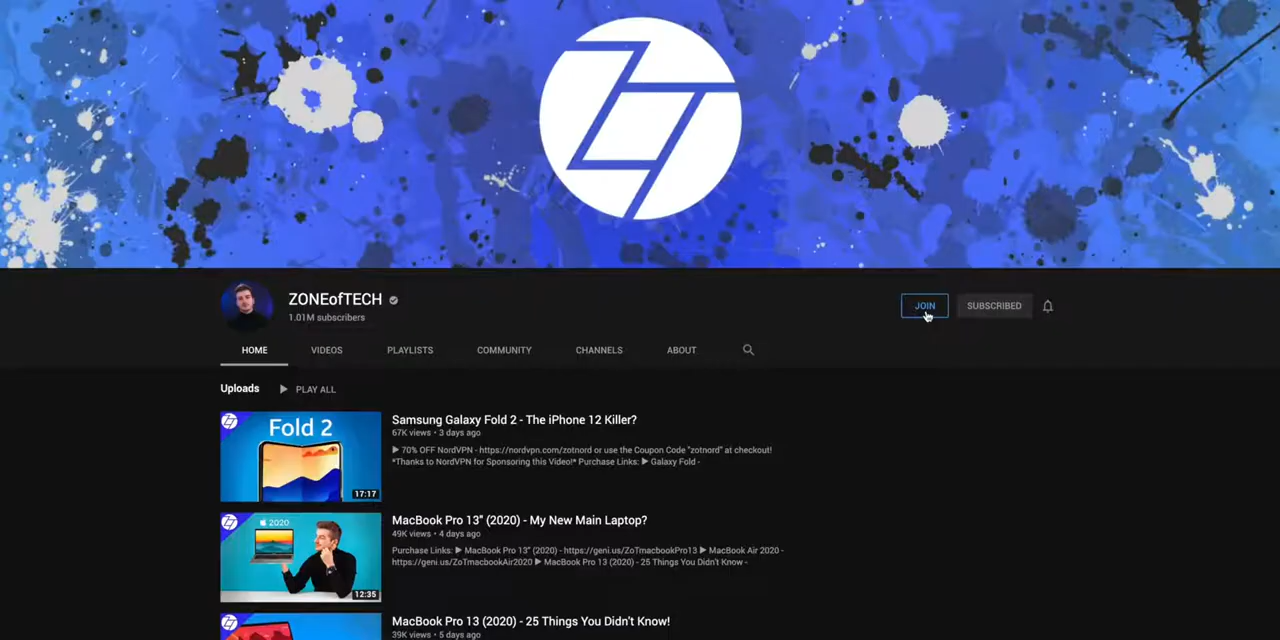 ZONEofTECH
1.01M subscribers
JOIN
SUBSCRIBED
HOME
VIDEOS
PLAYLISTS
COMMUNITY
CHANNELS
ABOUT
Uploads
PLAY ALL
Fold 2
17:17
Samsung Galaxy Fold 2 - The iPhone 12 Killer?
67K views • 3 days ago
▶ 70% OFF NordVPN - https://nordvpn.com/zotnord or use the Coupon Code "zotnord" at checkout!
*Thanks to NordVPN for Sponsoring this Video!* Purchase Links: ▶ Galaxy Fold -
2020
12:35
MacBook Pro 13" (2020) - My New Main Laptop?
49K views • 4 days ago
Purchase Links: ▶ MacBook Pro 13" (2020) - https://geni.us/ZoTmacbookPro13 ▶ MacBook Air 2020 -
https://geni.us/ZoTmacbookAir2020 ▶ MacBook Pro 13 (2020) - 25 Things You Didn't Know -
MacBook Pro 13 (2020) - 25 Things You Didn't Know!
39K views • 5 days ago